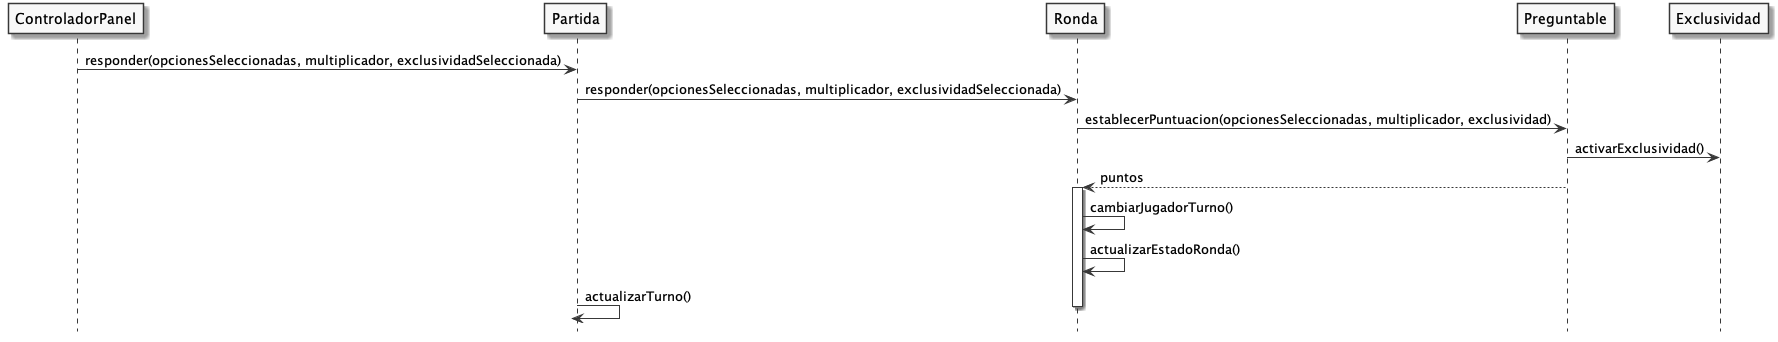 ControladorPanel
Partida
Ronda
Preguntable
Exclusividad
responder(opcionesSeleccionadas, multiplicador, exclusividadSeleccionada)
responder(opcionesSeleccionadas, multiplicador, exclusividadSeleccionada)
establecerPuntuacion(opcionesSeleccionadas, multiplicador, exclusividad)
activarExclusividad()
puntos
cambiarJugadorTurno()
actualizarEstadoRonda()
actualizarTurno()